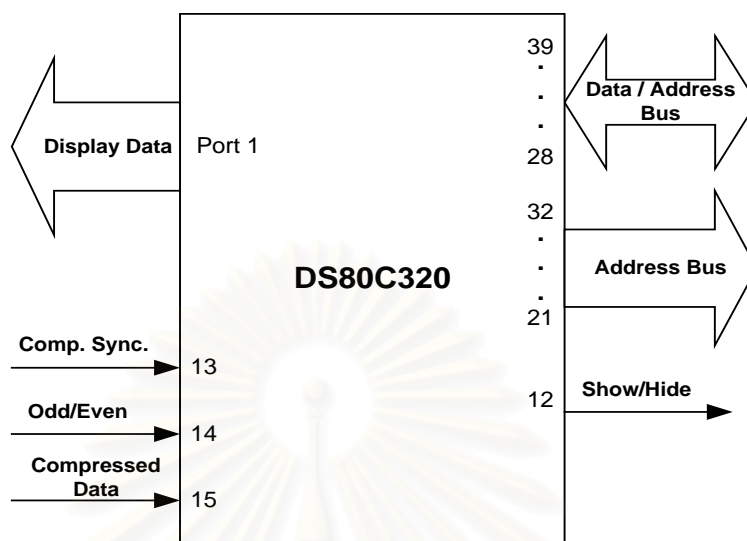 39
.
.
.
28
Data / Address
Bus
Display Data
Port 1
32
.
.
.
21
Address Bus
DS80C320
Comp. Sync.
13
12
Show/Hide
Odd/Even
14
Compressed
Data
15